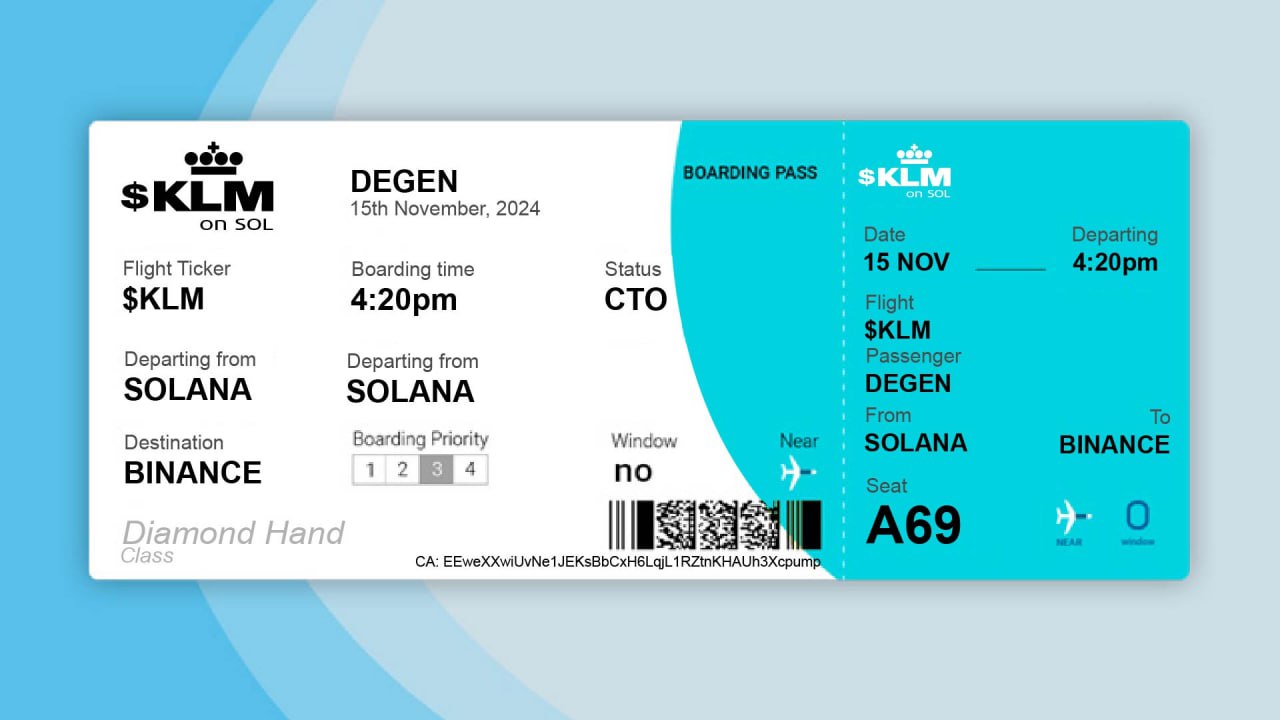 $KLM
on SOL
DEGEN
15th November, 2024
BOARDING PASS
Flight Ticker
$KLM
Boarding time
4:20pm
Status
CTO
Departing from
SOLANA
Departing from
SOLANA
Destination
BINANCE
Boarding Priority
1 2 3 4
Window
no
Near
Diamond Hand
Class
CA: EEweXXwiUvNe1JEKsBbCxH6LqjL1RZtnKHAUh3Xcpump
$KLM
on SOL
Date
15 NOV
Departing
4:20pm
Flight
$KLM
Passenger
DEGEN
From
SOLANA
To
BINANCE
Seat
A69
NEAR
0
window